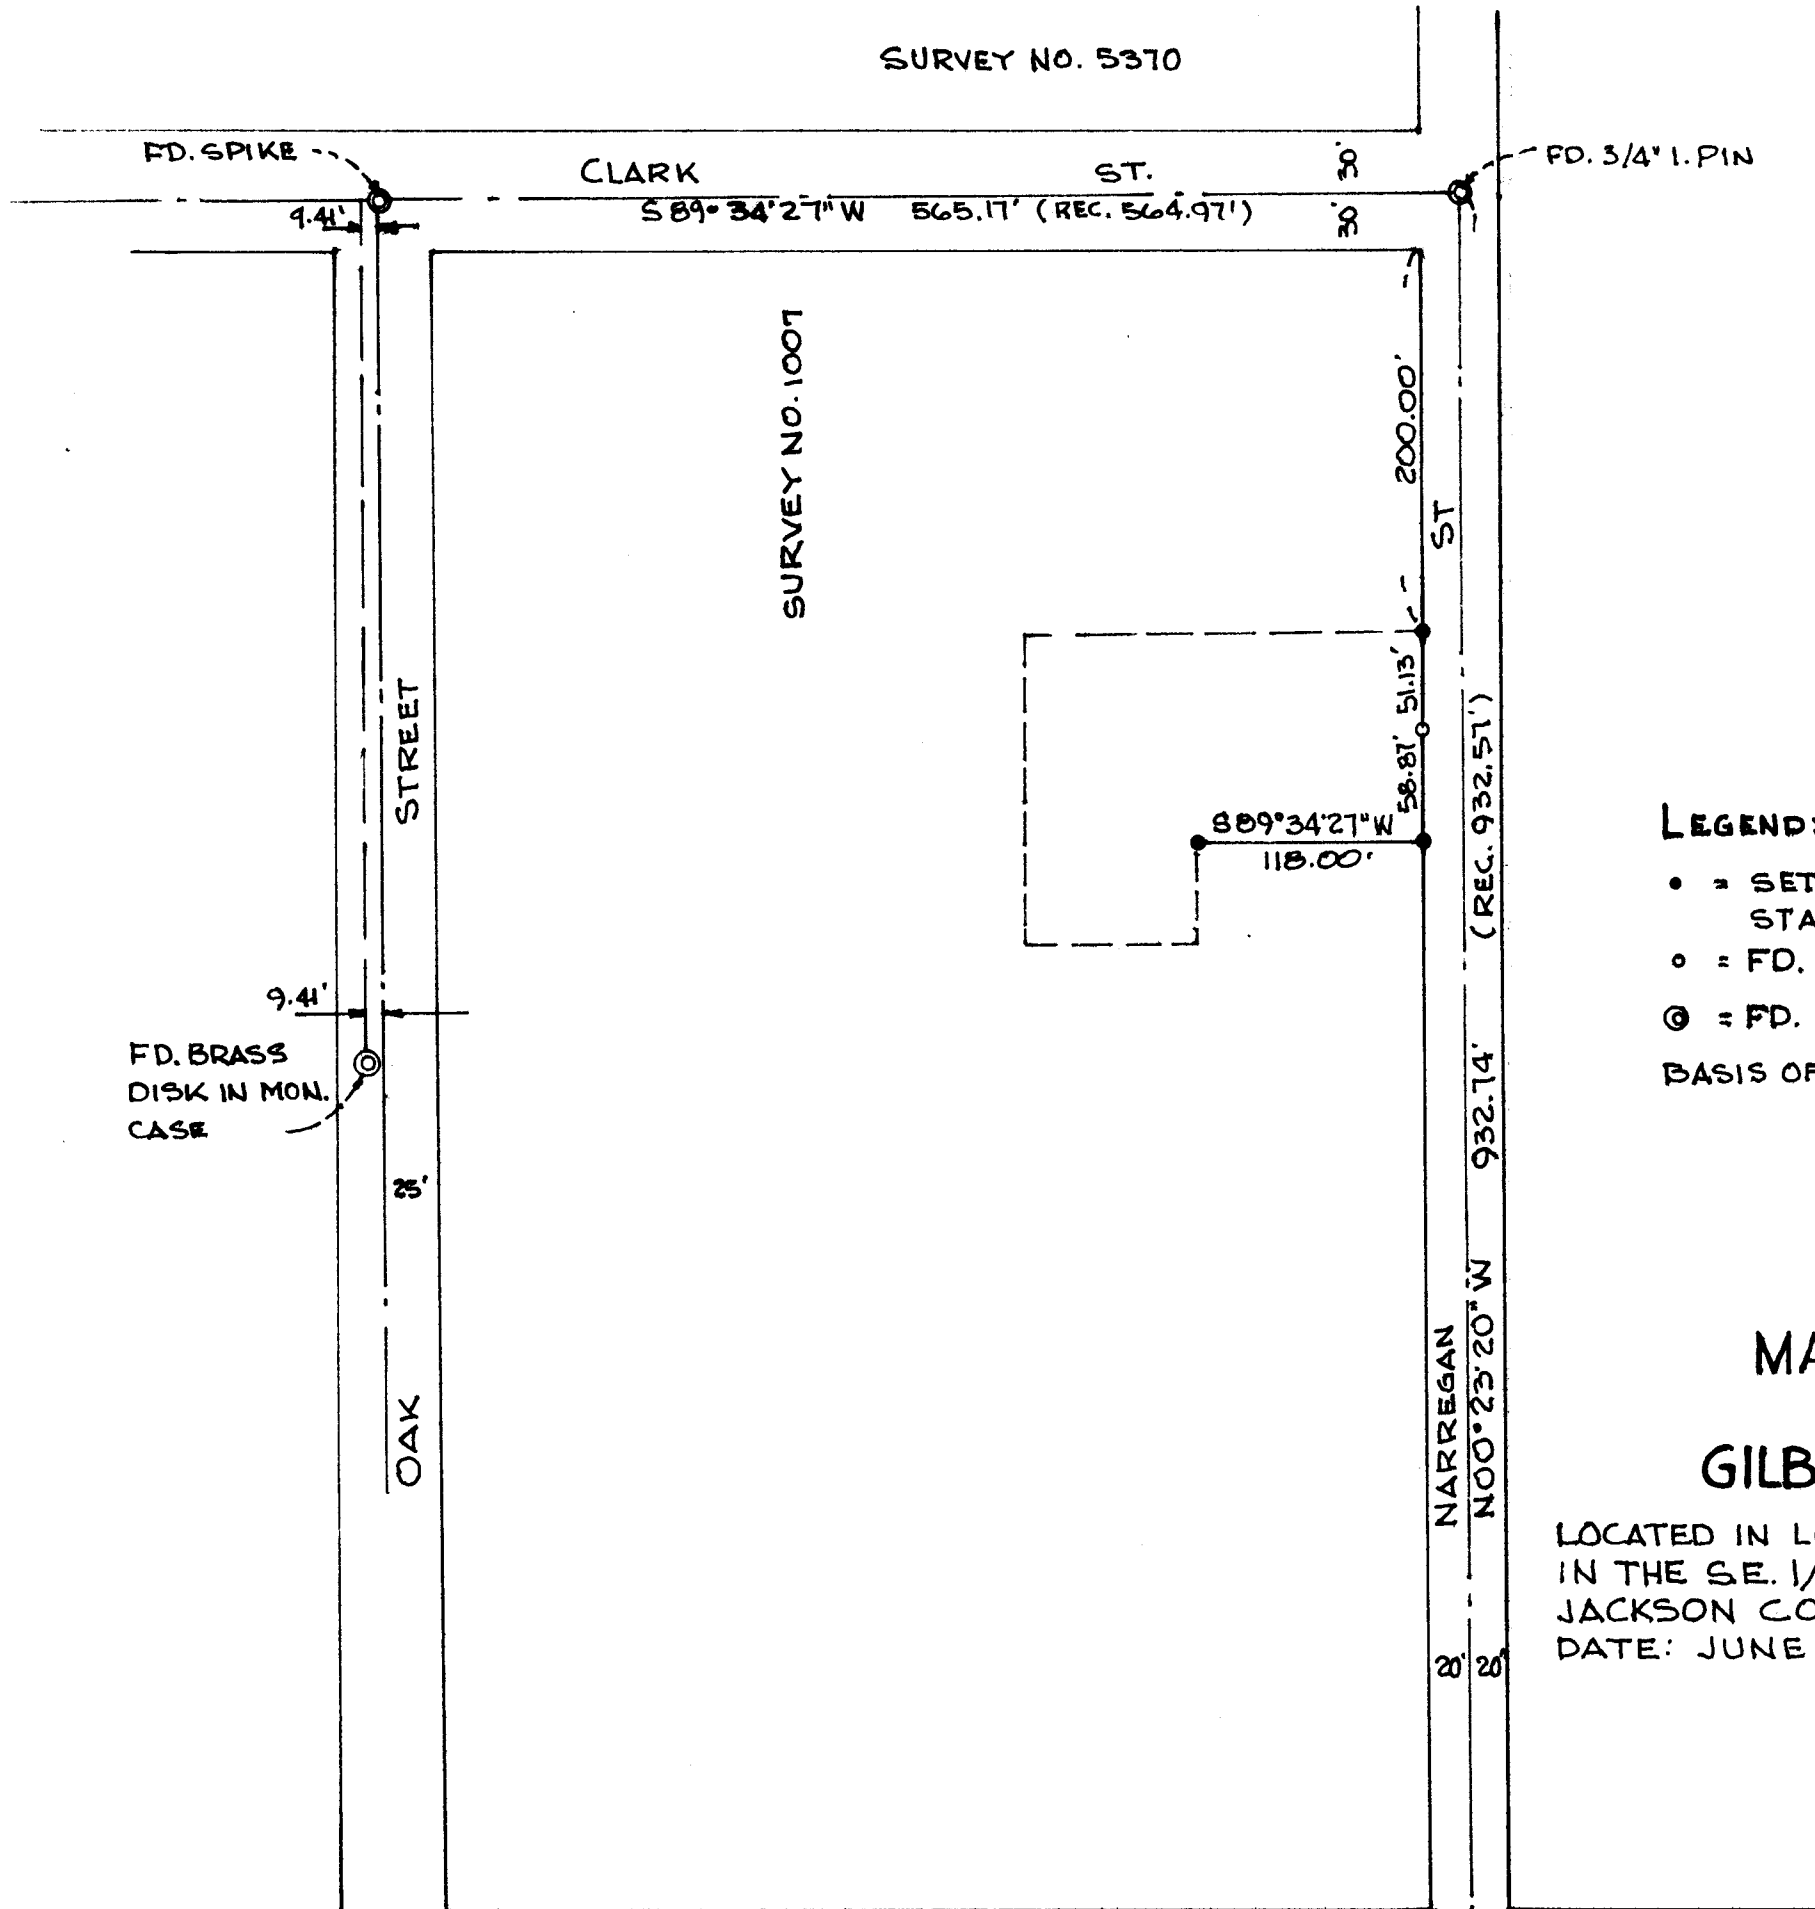 SURVEY NO. 5370
FD. SPIKE
CLARK ST.
30'
FD. 3/4" I. PIN
9.41'
S 89° 34' 27" W 565.17' (REC. 564.97')
30'
SURVEY NO. 1007
200.00'
ST
51.13'
58.87'
STREET
(REC. 932.57')
S 89° 34' 27" W
118.00'
LEGEND:
• = SET
STA
○ = FD.
◎ = FD.
BASIS OF
9.41'
FD. BRASS
DISK IN MON.
CASE
932.74'
25'
N00° 23' 20" W
NARREGAN
OAK
MA
GILB
LOCATED IN L
IN THE S.E. 1/
JACKSON CO
DATE: JUNE
20' 20'